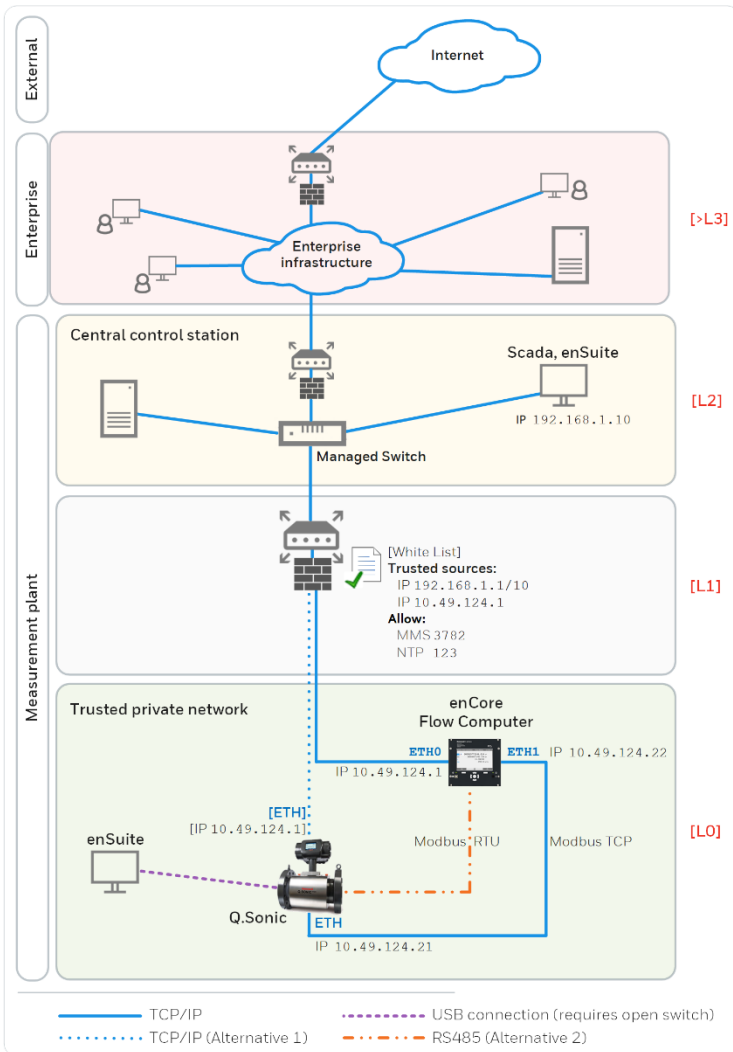 External
Internet
Enterprise
Enterprise
infrastructure
[>L3]
Measurement plant
Central control station
Scada, enSuite
IP 192.168.1.10
Managed Switch
[L2]
[White List]
Trusted sources:
IP 192.168.1.1/10
IP 10.49.124.1
Allow:
MMS 3782
NTP 123
[L1]
Trusted private network
enCore
Flow Computer
ETH0
ETH1
IP 10.49.124.22
IP 10.49.124.1
[ETH]
[IP 10.49.124.1]
Modbus RTU
Modbus TCP
[L0]
enSuite
Q.Sonic
ETH
IP 10.49.124.21
TCP/IP
USB connection (requires open switch)
TCP/IP (Alternative 1)
RS485 (Alternative 2)